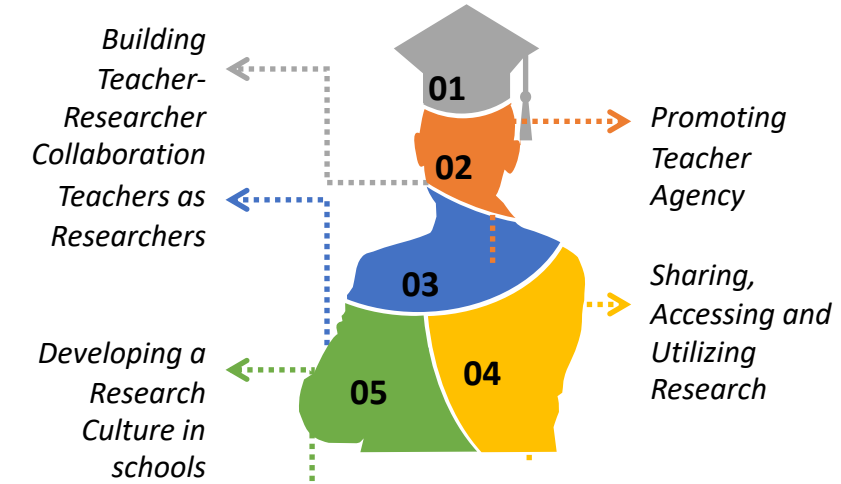 Building
Teacher-
Researcher
Collaboration
Teachers as
Researchers
Developing a
Research
Culture in
schools
01
02
03
04
05
Promoting
Teacher
Agency
Sharing,
Accessing and
Utilizing
Research